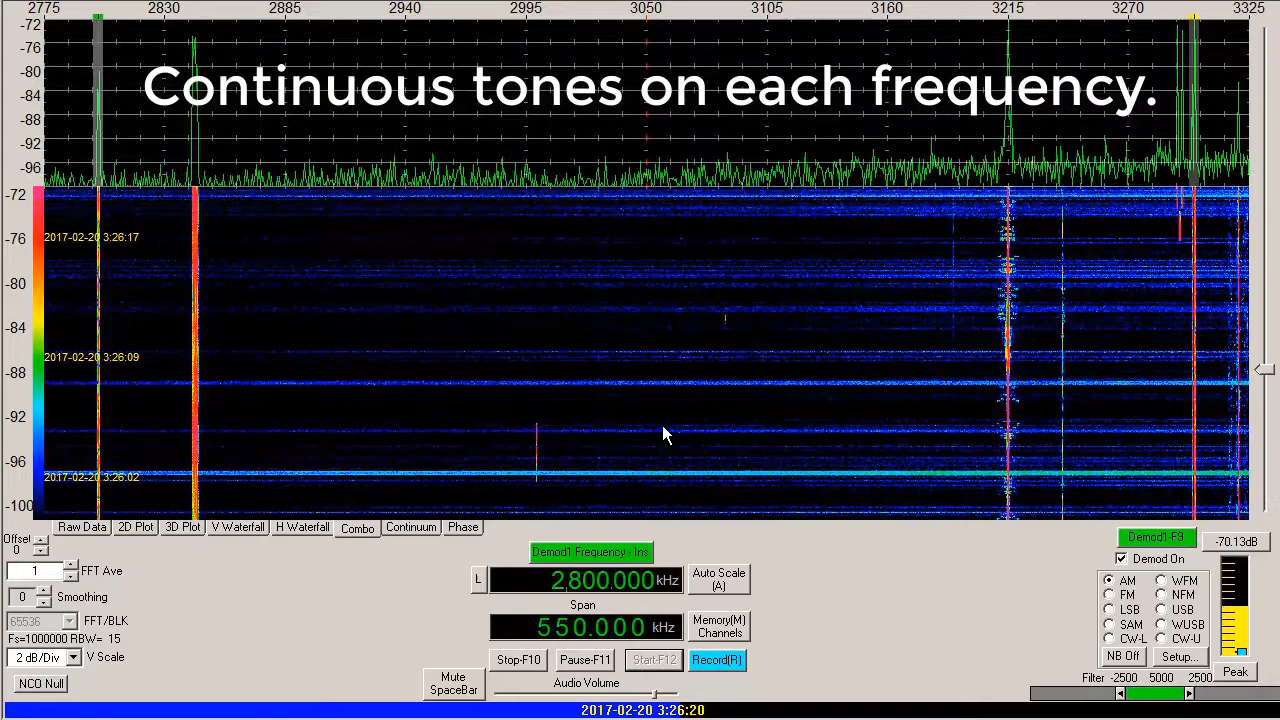 2775 2830 2885 2940 2995 3050 3105 3160 3215 3270 3325
-72
-76
-80
-84
-88
-92
-96
Continuous tones on each frequency.
-72
-76
-80
-84
-88
-92
-96
-100
2017-02-20 3:26:17
2017-02-20 3:26:09
2017-02-20 3:26:02
Raw Data 2D Plot 3D Plot V Waterfall H Waterfall Combo Continuum Phase
Offset
0
1 FFT Ave
0 Smoothing
65536 FFT/BLK
Fs=1000000 RBW= 15
2 dB/Div V Scale
NCO Null
Demod1 Frequency - Ins
L 2,800.000 kHz
Auto Scale
(A)
Span
550.000 kHz
Memory(M)
Channels
Stop-F10 Pause-F11 Start-F12 Record(R)
Mute
SpaceBar
Audio Volume
Demod1-F9 -70.13dB
Demod On
AM WFM
FM NFM
LSB USB
SAM WUSB
CW-L CW-U
NB Off Setup... Peak
Filter -2500 5000 2500
2017-02-20 3:26:20